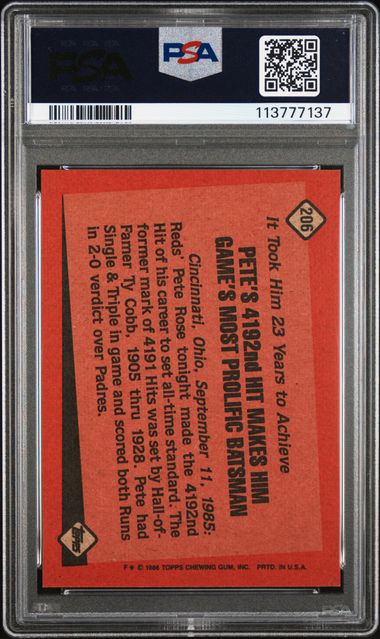 PSA
PSA
113777137
206
It Took Him 23 Years to Achieve
PETE'S 4192nd HIT MAKES HIM
GAME'S MOST PROLIFIC BATSMAN
Cincinnati, Ohio, September 11, 1985:
Reds' Pete Rose tonight made the 4192nd
Hit of his career to set all-time standard. The
former mark of 4191 Hits was set by Hall-of-
Famer Ty Cobb, 1905 thru 1928. Pete had
Single & Triple in game and scored both Runs
in 2-0 verdict over Padres.
Topps
F* © 1986 TOPPS CHEWING GUM, INC. PRTD. IN U.S.A.